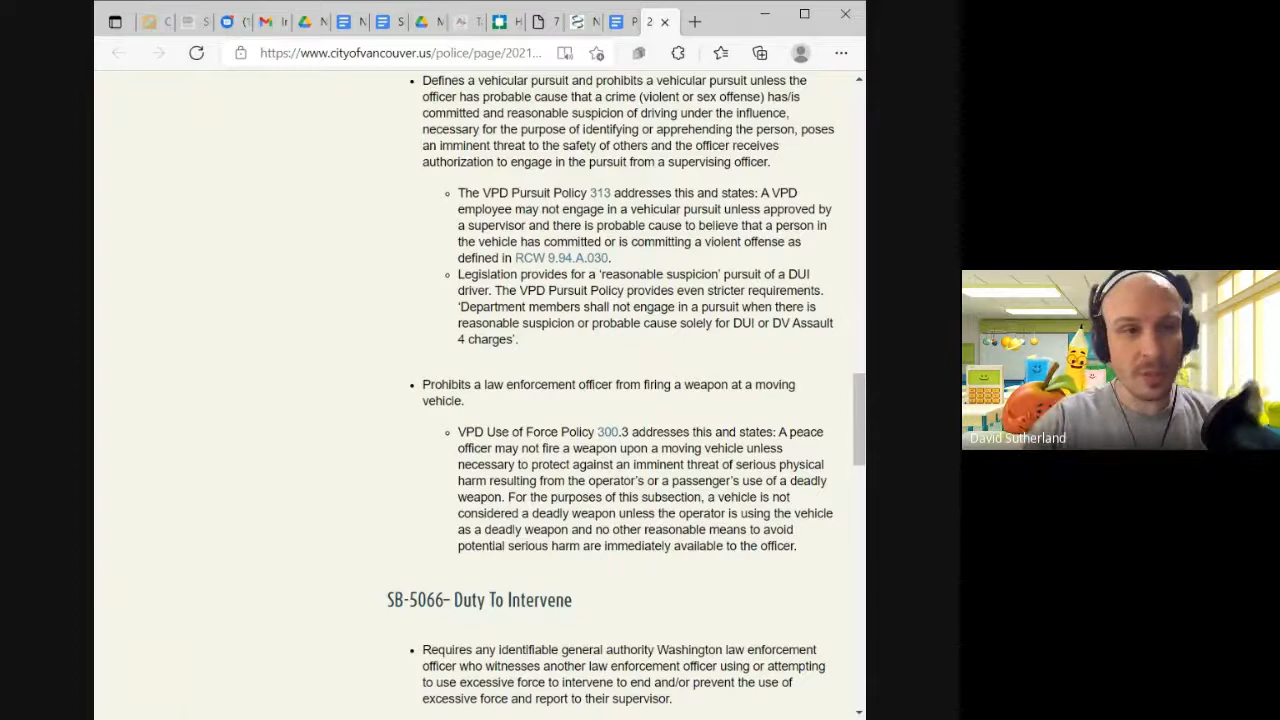 https://www.cityofvancouver.us/police/page/2021...
Defines a vehicular pursuit and prohibits a vehicular pursuit unless the
officer has probable cause that a crime (violent or sex offense) has/is
committed and reasonable suspicion of driving under the influence,
necessary for the purpose of identifying or apprehending the person, poses
an imminent threat to the safety of others and the officer receives
authorization to engage in the pursuit from a supervising officer.
The VPD Pursuit Policy 313 addresses this and states: A VPD
employee may not engage in a vehicular pursuit unless approved by
a supervisor and there is probable cause to believe that a person in
the vehicle has committed or is committing a violent offense as
defined in RCW 9.94.A.030.
Legislation provides for a ‘reasonable suspicion’ pursuit of a DUI
driver. The VPD Pursuit Policy provides even stricter requirements.
‘Department members shall not engage in a pursuit when there is
reasonable suspicion or probable cause solely for DUI or DV Assault
4 charges’.
Prohibits a law enforcement officer from firing a weapon at a moving
vehicle.
VPD Use of Force Policy 300.3 addresses this and states: A peace
officer may not fire a weapon upon a moving vehicle unless
necessary to protect against an imminent threat of serious physical
harm resulting from the operator’s or a passenger’s use of a deadly
weapon. For the purposes of this subsection, a vehicle is not
considered a deadly weapon unless the operator is using the vehicle
as a deadly weapon and no other reasonable means to avoid
potential serious harm are immediately available to the officer.
SB-5066– Duty To Intervene
Requires any identifiable general authority Washington law enforcement
officer who witnesses another law enforcement officer using or attempting
to use excessive force to intervene to end and/or prevent the use of
excessive force and report to their supervisor.
David Sutherland